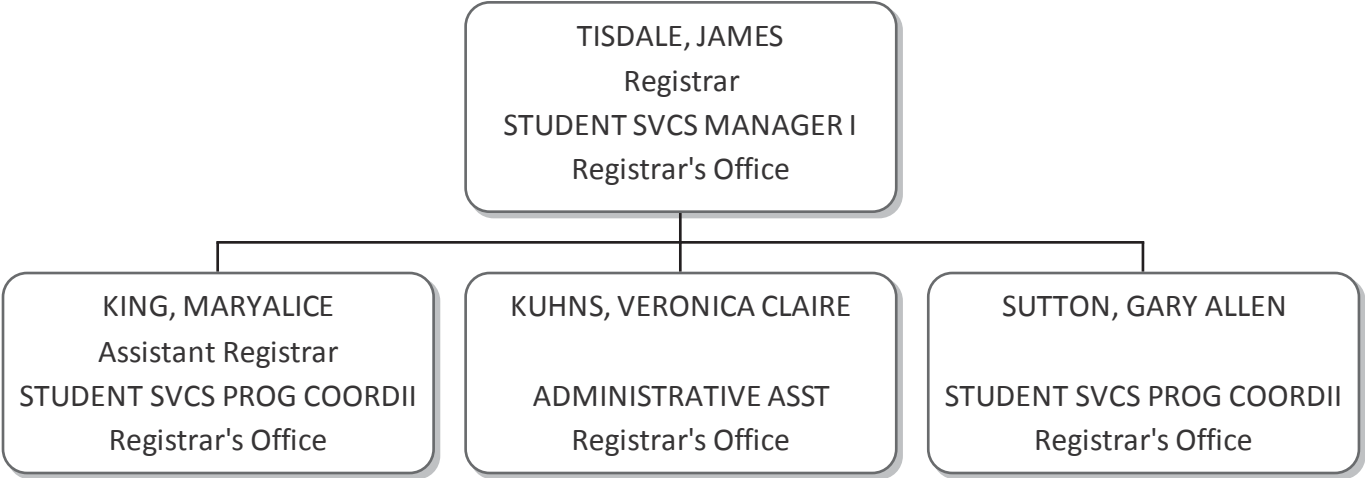 TISDALE, JAMES
Registrar
STUDENT SVCS MANAGER I
Registrar's Office
KING, MARYALICE
Assistant Registrar
STUDENT SVCS PROG COORDII
Registrar's Office
KUHNS, VERONICA CLAIRE
ADMINISTRATIVE ASST
Registrar's Office
SUTTON, GARY ALLEN
STUDENT SVCS PROG COORDII
Registrar's Office